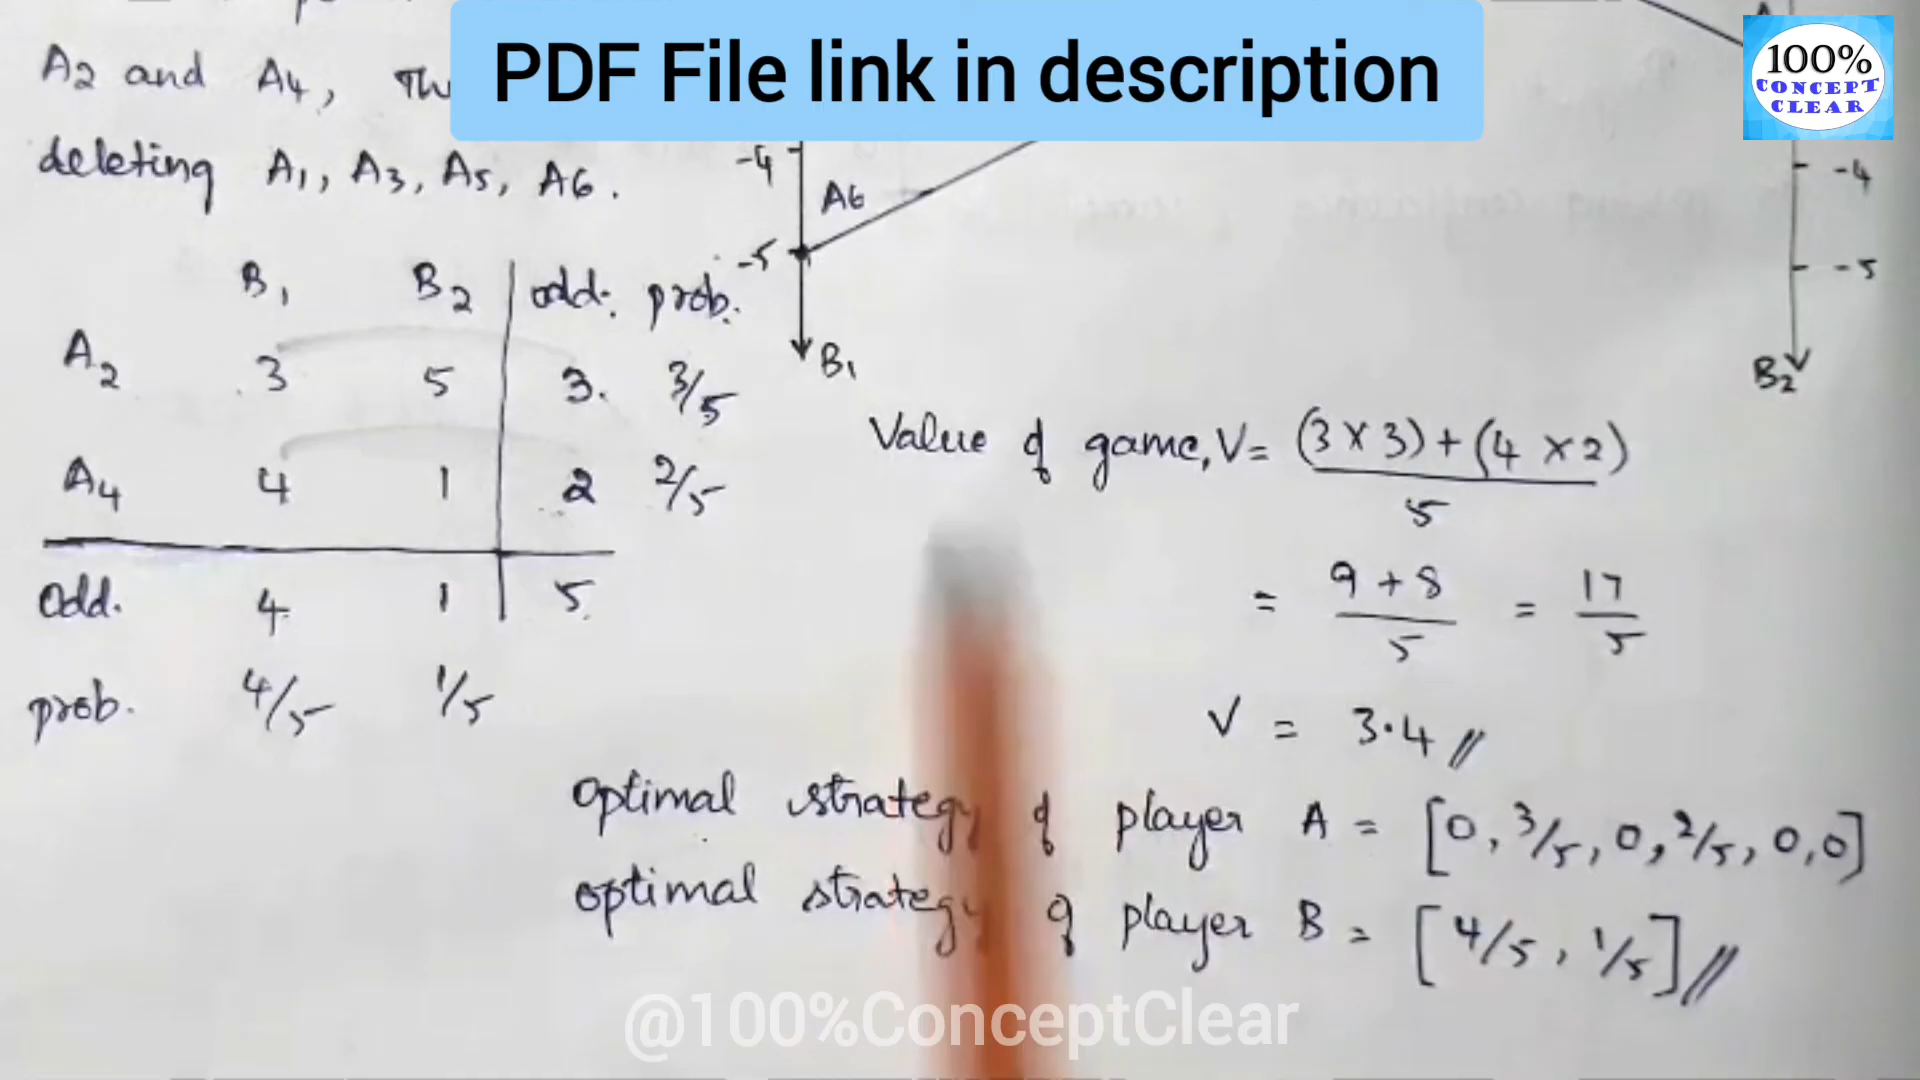 PDF File link in description
100%
CONCEPT
CLEAR
A2 and A4,
deleting A1, A3, A5, A6.
-4
-5
A6
B1
-4
-5
B2
B1 B2 odd. prob.
A2 3 5 3. 3/5
A4 4 1 2 2/5
Odd. 4 1 5
prob. 4/5 1/5
Value of game, V = (3 x 3) + (4 x 2)
5
= 9 + 8 = 17
5 5
V = 3.4 //
Optimal strategy of player A = [0, 3/5, 0, 2/5, 0, 0]
optimal strategy of player B = [4/5, 1/5] //
@100%ConceptClear